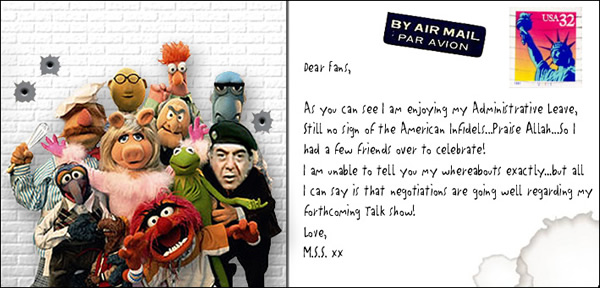 BY AIR MAIL
PAR AVION
USA 32
Dear Fans,
As you can see I am enjoying my Administrative Leave,
Still no sign of the American Infidels...Praise Allah...So I
had a few friends over to celebrate!
I am unable to tell you my whereabouts exactly...but all
I can say is that negotiations are going well regarding my
forthcoming Talk show!
Love,
M.S.S. xx